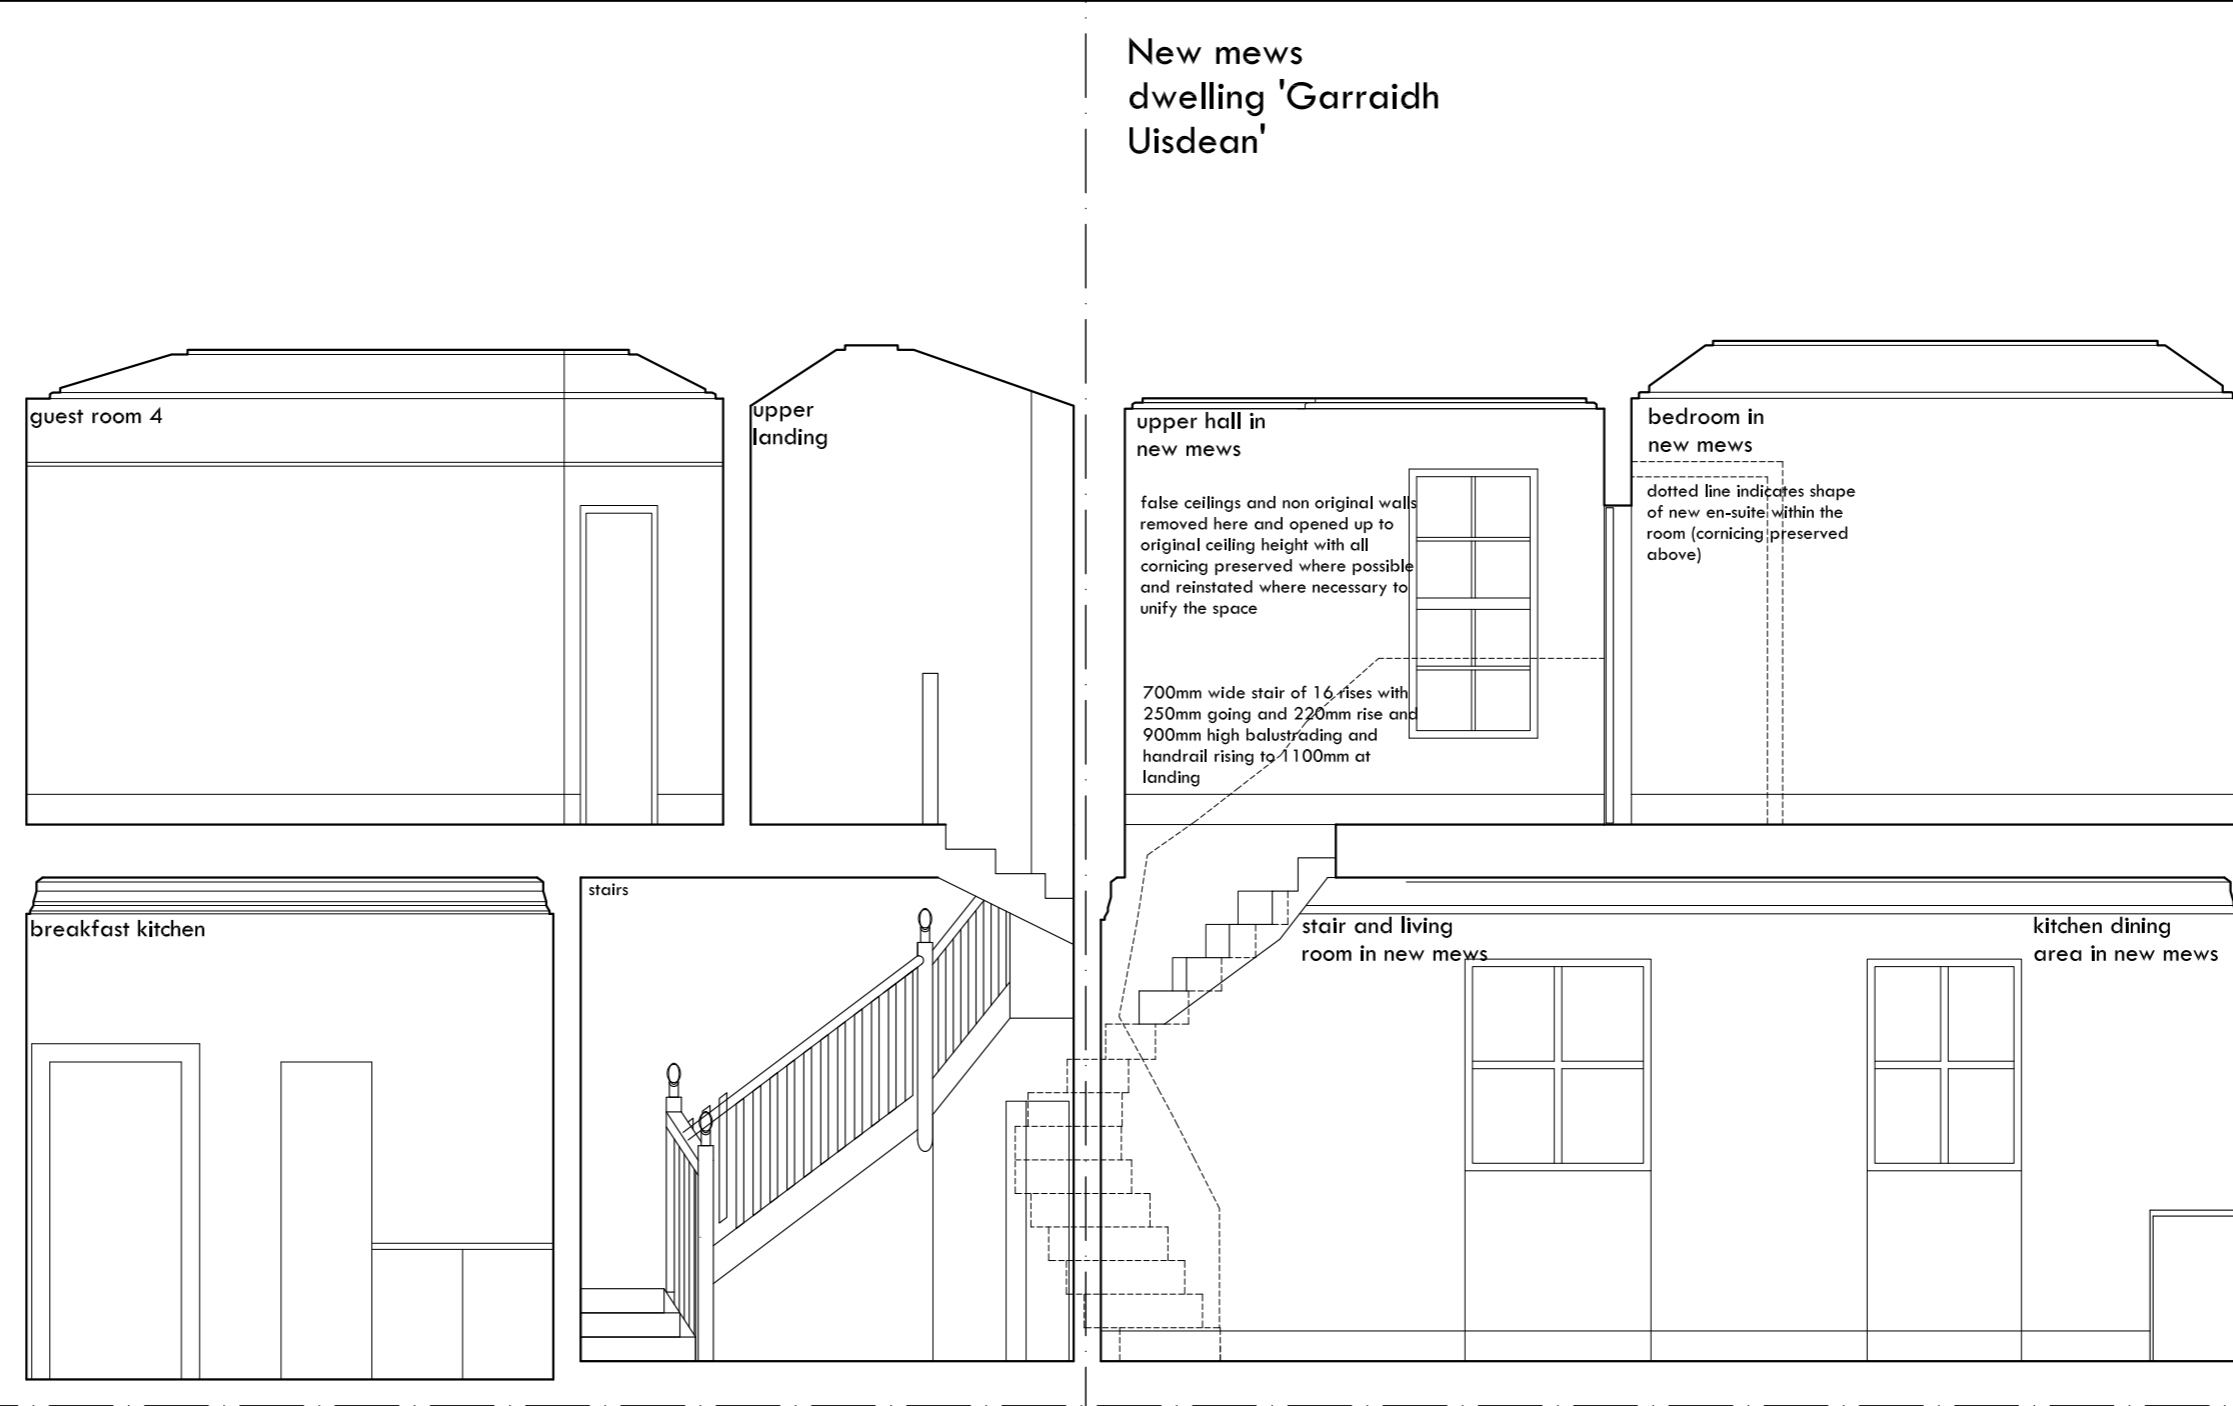 New mews
dwelling 'Garraidh
Uisdean'
guest room 4
upper
landing
upper hall in
new mews
false ceilings and non original walls
removed here and opened up to
original ceiling height with all
cornicing preserved where possible
and reinstated where necessary to
unify the space
700mm wide stair of 16 rises with
250mm going and 220mm rise and
900mm high balustrading and
handrail rising to 1100mm at
landing
bedroom in
new mews
dotted line indicates shape
of new en-suite within the
room (cornicing preserved
above)
breakfast kitchen
stairs
stair and living
room in new mews
kitchen dining
area in new mews